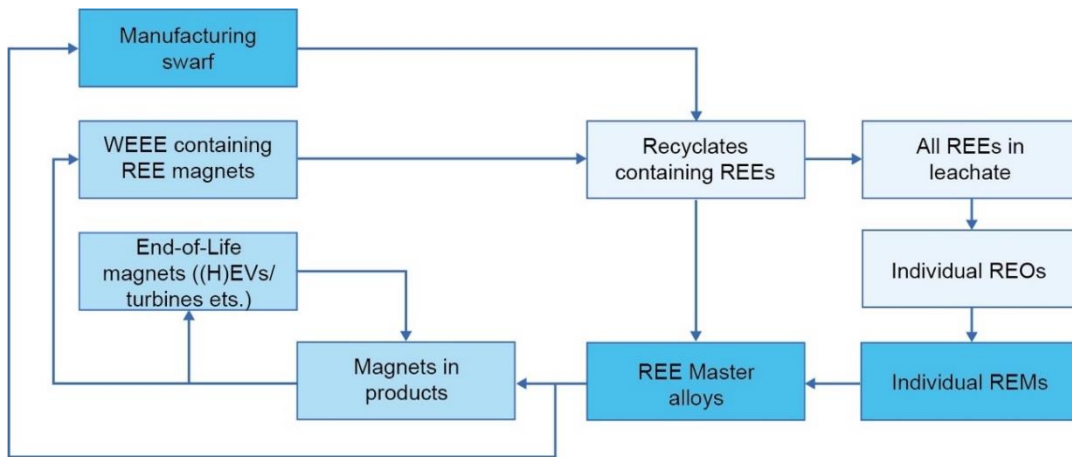 Manufacturing
swarf
WEEE containing
REE magnets
Recyclates
containing REEs
All REEs in
leachate
End-of-Life
magnets ((H)EVs/
turbines ets.)
Individual REOs
Magnets in
products
REE Master
alloys
Individual REMs